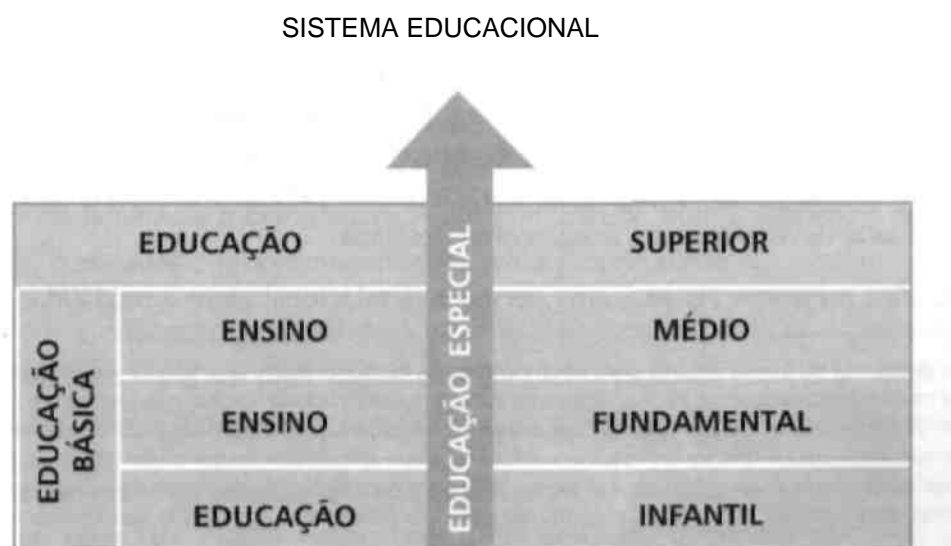 SISTEMA EDUCACIONAL
EDUCAÇÃO SUPERIOR
ENSINO MÉDIO
ENSINO FUNDAMENTAL
EDUCAÇÃO INFANTIL
EDUCAÇÃO
BÁSICA
EDUCAÇÃO ESPECIAL